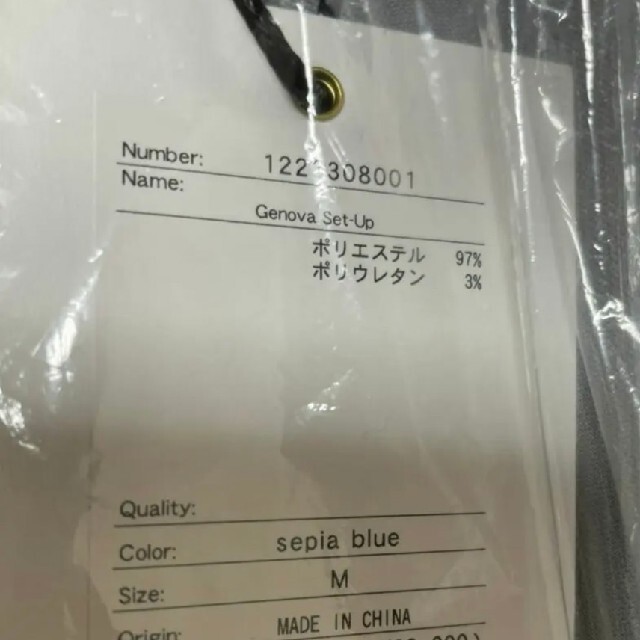 Number:
Name:
Genova Set-Up
ポリエステル 97%
ポリウレタン 3%
Quality:
Color: sepia blue
Size: M
Origin: MADE IN CHINA